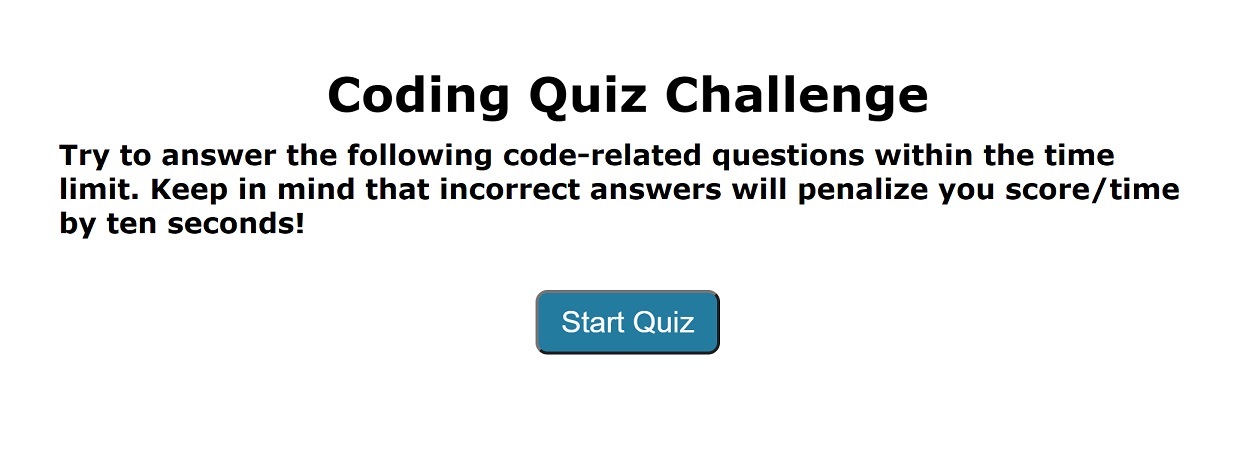 Coding Quiz Challenge
Try to answer the following code-related questions within the time
limit. Keep in mind that incorrect answers will penalize you score/time
by ten seconds!
Start Quiz